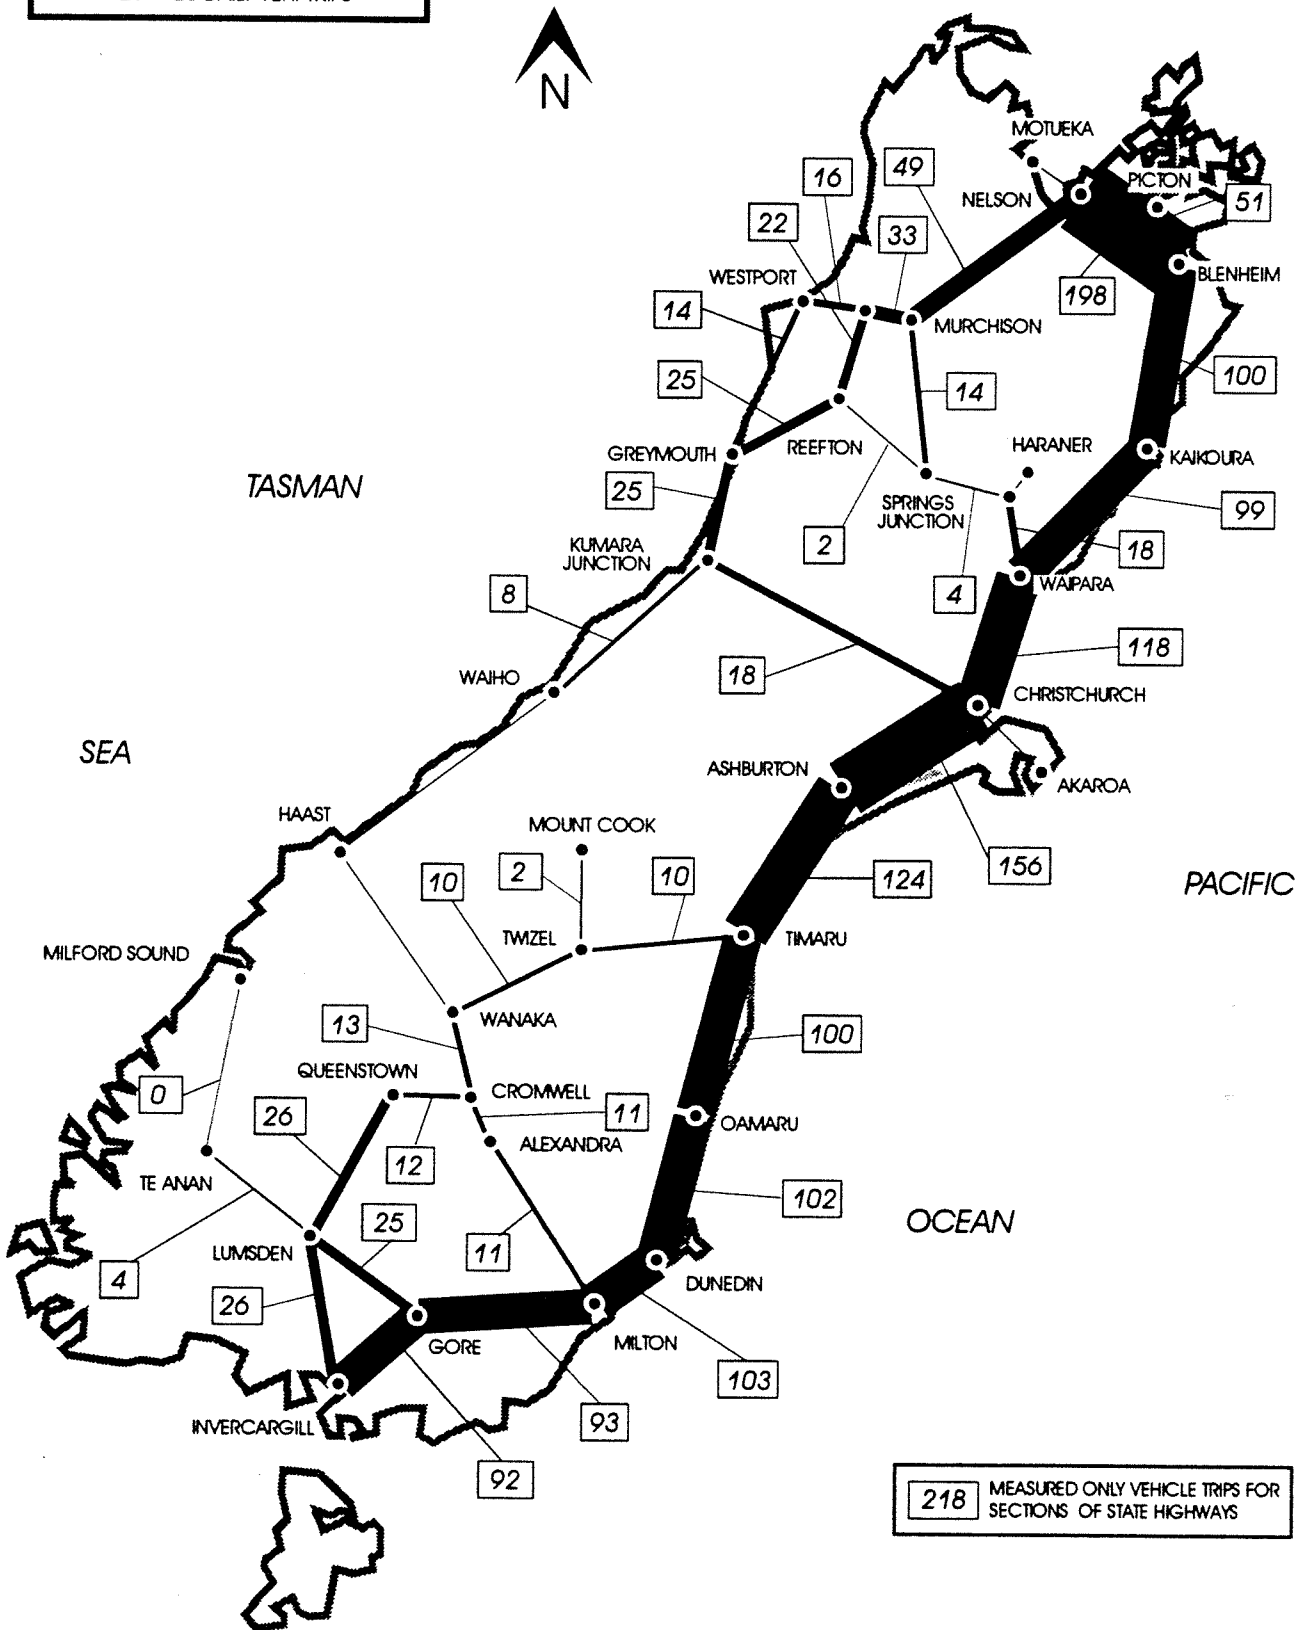 N
MOTUEKA
49
16
PICTON
NELSON
51
22
33
WESTPORT
BLENHEIM
198
14
MURCHISON
25
100
14
HARANER
GREYMOUTH
REEFTON
KAIKOURA
TASMAN
25
SPRINGS
JUNCTION
99
2
KUMARA
JUNCTION
18
WAIPARA
8
4
118
18
WAIHO
CHRISTCHURCH
SEA
ASHBURTON
AKAROA
HAAST
MOUNT COOK
156
2
10
10
124
PACIFIC
TWIZEL
TIMARU
MILFORD SOUND
WANAKA
13
100
QUEENSTOWN
0
CROMWELL
26
11
OAMARU
ALEXANDRA
12
TE ANAN
102
25
OCEAN
LUMSDEN
11
4
DUNEDIN
26
GORE
MILTON
103
INVERCARGILL
93
92
218
MEASURED ONLY VEHICLE TRIPS FOR
SECTIONS OF STATE HIGHWAYS